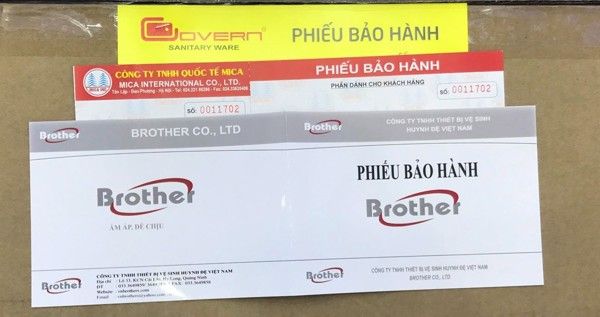 Govern®
SANITARY WARE
PHIẾU BẢO HÀNH
CÔNG TY TNHH QUỐC TẾ MICA
MICA INTERNATIONAL CO., LTD.
PHIẾU BẢO HÀNH
PHẦN DÀNH CHO KHÁCH HÀNG
SỐ: 0011702
SỐ: 0011702
Brother
BROTHER CO., LTD
Brother
ÂM ÁP, DỄ CHỊU
Brother
CÔNG TY TNHH THIẾT BỊ VỆ SINH HUYNH ĐỆ VIỆT NAM
Brother
CÔNG TY TNHH THIẾT BỊ VỆ SINH
HUYNH ĐỆ VIỆT NAM
PHIẾU BẢO HÀNH
Brother
Brother
CÔNG TY TNHH THIẾT BỊ VỆ SINH HUYNH ĐỆ VIỆT NAM
BROTHER CO., LTD